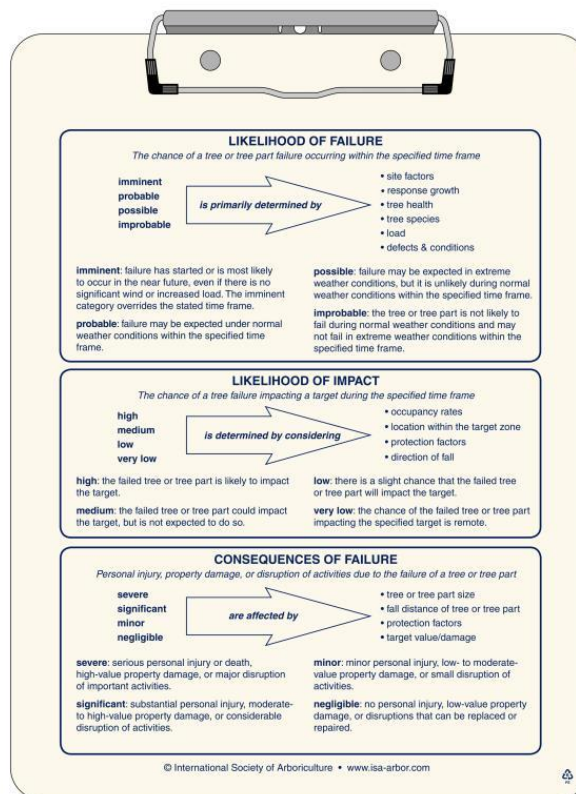 LIKELIHOOD OF FAILURE
The chance of a tree or tree part failure occurring within the specified time frame
imminent
probable
possible
improbable
is primarily determined by
• site factors
• response growth
• tree health
• tree species
• load
• defects & conditions
imminent: failure has started or is most likely
to occur in the near future, even if there is no
significant wind or increased load. The imminent
category overrides the stated time frame.
probable: failure may be expected under normal
weather conditions within the specified time
frame.
possible: failure may be expected in extreme
weather conditions, but it is unlikely during normal
weather conditions within the specified time frame.
improbable: the tree or tree part is not likely to
fail during normal weather conditions and may
not fail in extreme weather conditions within the
specified time frame.
LIKELIHOOD OF IMPACT
The chance of a tree failure impacting a target during the specified time frame
high
medium
low
very low
is determined by considering
• occupancy rates
• location within the target zone
• protection factors
• direction of fall
high: the failed tree or tree part is likely to impact
the target.
medium: the failed tree or tree part could impact
the target, but is not expected to do so.
low: there is a slight chance that the failed tree
or tree part will impact the target.
very low: the chance of the failed tree or tree part
impacting the specified target is remote.
CONSEQUENCES OF FAILURE
Personal injury, property damage, or disruption of activities due to the failure of a tree or tree part
severe
significant
minor
negligible
are affected by
• tree or tree part size
• fall distance of tree or tree part
• protection factors
• target value/damage
severe: serious personal injury or death,
high-value property damage, or major disruption
of important activities.
significant: substantial personal injury, moderate-
to high-value property damage, or considerable
disruption of activities.
minor: minor personal injury, low- to moderate-
value property damage, or small disruption of
activities.
negligible: no personal injury, low-value property
damage, or disruptions that can be replaced or
repaired.
© International Society of Arboriculture • www.isa-arbor.com